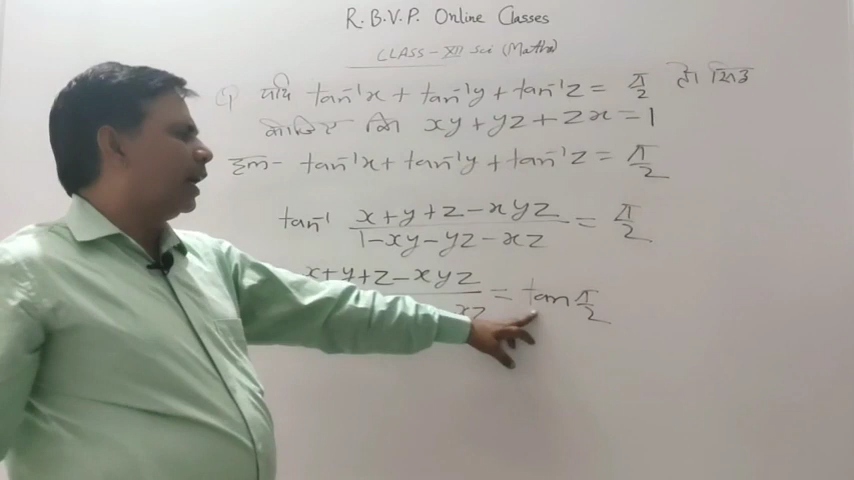 R.B.V.P. Online Classes
CLASS-XII Sci (Maths)
Q यदि tan⁻¹x + tan⁻¹y + tan⁻¹z = π/2 हो सिद्ध
कीजिए कि xy + yz + zx = 1
हल- tan⁻¹x + tan⁻¹y + tan⁻¹z = π/2
tan⁻¹ (x+y+z-xyz)/(1-xy-yz-xz) = π/2
x+y+z-xyz / xz = tan π/2